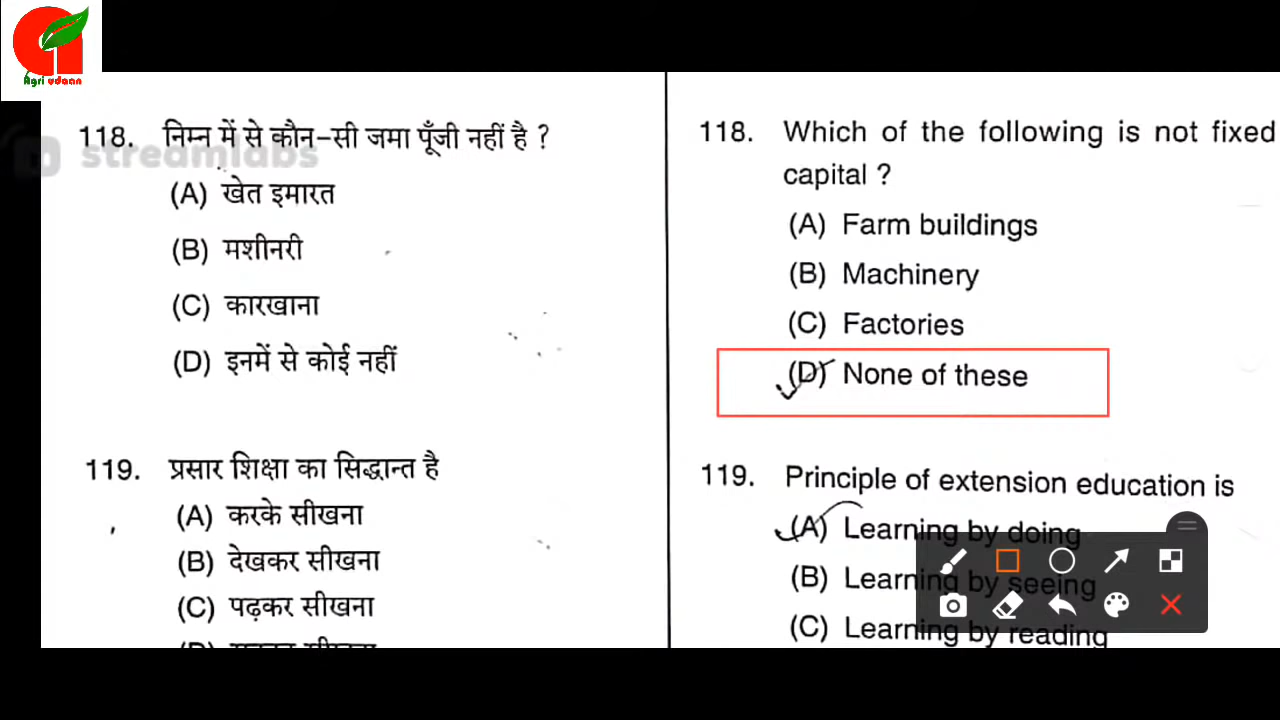 Agri udaan
streamlabs
118. निम्न में से कौन-सी जमा पूँजी नहीं है ?
(A) खेत इमारत
(B) मशीनरी
(C) कारखाना
(D) इनमें से कोई नहीं
119. प्रसार शिक्षा का सिद्धान्त है
(A) करके सीखना
(B) देखकर सीखना
(C) पढ़कर सीखना
118. Which of the following is not fixed
capital ?
(A) Farm buildings
(B) Machinery
(C) Factories
(D) None of these
119. Principle of extension education is
(A) Learning by doing
(B) Learning by seeing
(C) Learning by reading